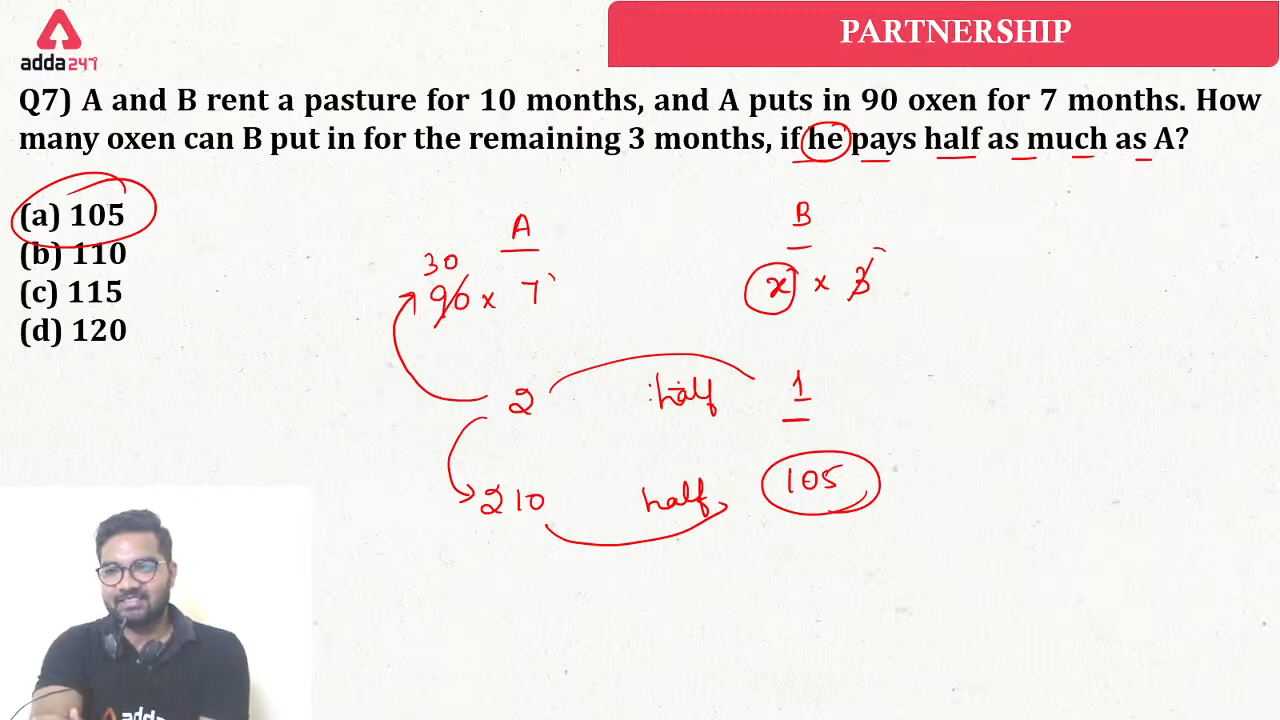 PARTNERSHIP
adda247
Q7) A and B rent a pasture for 10 months, and A puts in 90 oxen for 7 months. How
many oxen can B put in for the remaining 3 months, if he pays half as much as A?
(a) 105
(b) 110
(c) 115
(d) 120
A B
30
90 × 7 x × 3
2 half 1
210 half 105
adda247